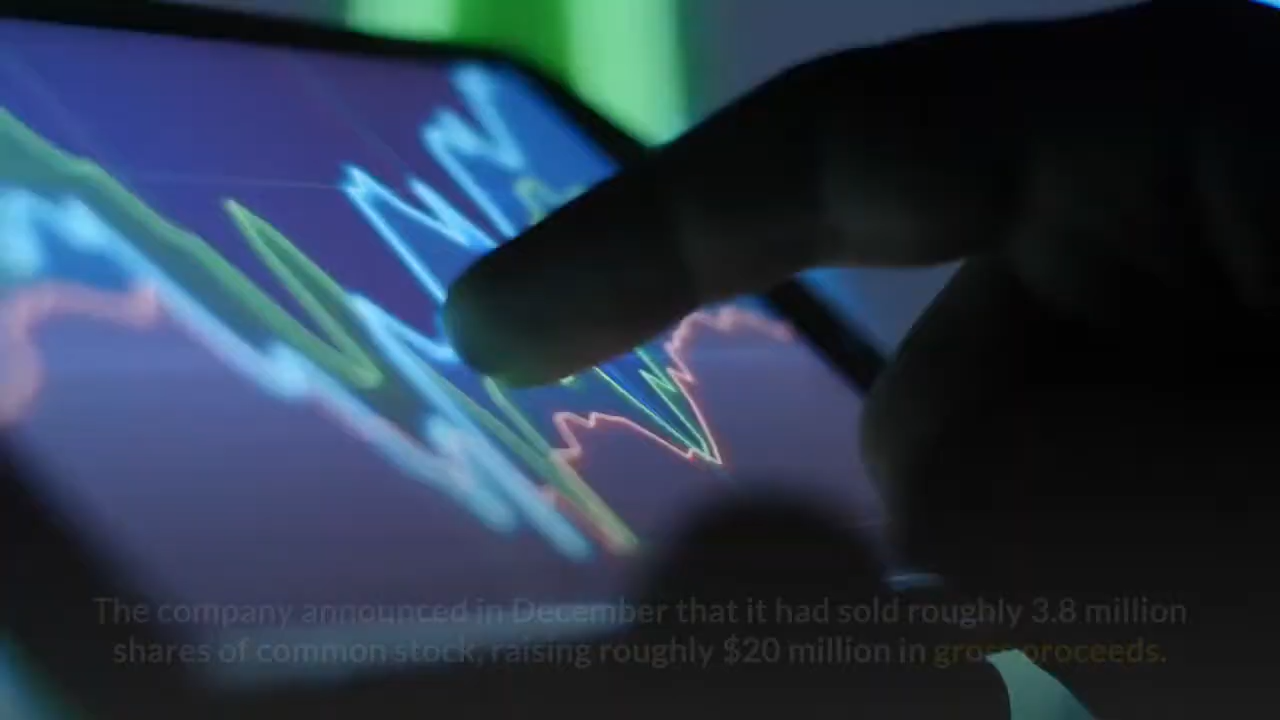 The company announced in December that it had sold roughly 3.8 million
shares of common stock, raising roughly $20 million in gross proceeds.